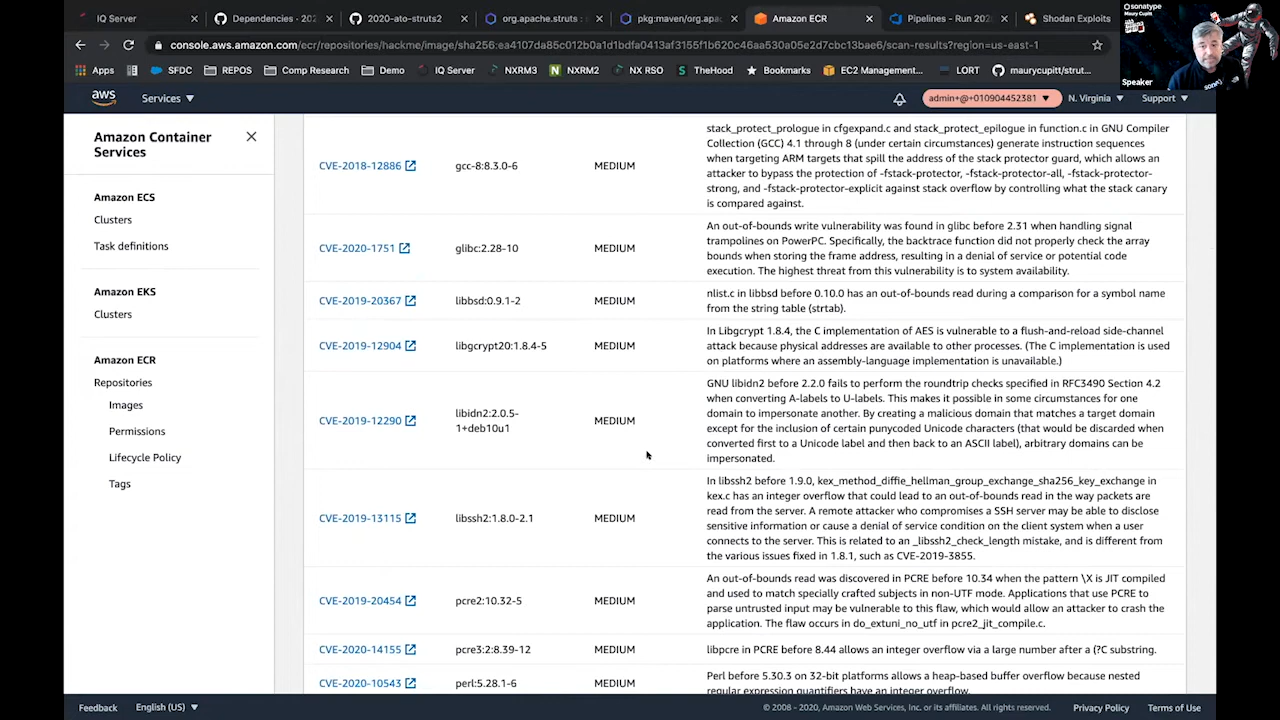 IQ Server
Dependencies · 202
2020-ato-struts2
org.apache.struts : s
pkg:maven/org.apa
Amazon ECR
Pipelines - Run 202
Shodan Exploits
console.aws.amazon.com/ecr/repositories/hackme/image/sha256:ea4107da85c012b0a1d1bdfa0413af3155f1b620c46aa530a05e2d7cbc13bae6/scan-results?region=us-east-1
Apps
SFDC
REPOS
Comp Research
Demo
IQ Server
NXRM3
NXRM2
NX RSO
TheHood
Bookmarks
EC2 Management...
LORT
maurycupitt/strut...
sonatype
Maury Cupitt
Speaker
aws
Services
admin+@+010904452381
N. Virginia
Support
Amazon Container
Services
Amazon ECS
Clusters
Task definitions
Amazon EKS
Clusters
Amazon ECR
Repositories
Images
Permissions
Lifecycle Policy
Tags
CVE-2018-12886
gcc-8:8.3.0-6
MEDIUM
stack_protect_prologue in cfgexpand.c and stack_protect_epilogue in function.c in GNU Compiler
Collection (GCC) 4.1 through 8 (under certain circumstances) generate instruction sequences
when targeting ARM targets that spill the address of the stack protector guard, which allows an
attacker to bypass the protection of -fstack-protector, -fstack-protector-all, -fstack-protector-
strong, and -fstack-protector-explicit against stack overflow by controlling what the stack canary
is compared against.
CVE-2020-1751
glibc:2.28-10
MEDIUM
An out-of-bounds write vulnerability was found in glibc before 2.31 when handling signal
trampolines on PowerPC. Specifically, the backtrace function did not properly check the array
bounds when storing the frame address, resulting in a denial of service or potential code
execution. The highest threat from this vulnerability is to system availability.
CVE-2019-20367
libbsd:0.9.1-2
MEDIUM
nlist.c in libbsd before 0.10.0 has an out-of-bounds read during a comparison for a symbol name
from the string table (strtab).
CVE-2019-12904
libgcrypt20:1.8.4-5
MEDIUM
In Libgcrypt 1.8.4, the C implementation of AES is vulnerable to a flush-and-reload side-channel
attack because physical addresses are available to other processes. (The C implementation is used
on platforms where an assembly-language implementation is unavailable.)
CVE-2019-12290
libidn2:2.0.5-
1+deb10u1
MEDIUM
GNU libidn2 before 2.2.0 fails to perform the roundtrip checks specified in RFC3490 Section 4.2
when converting A-labels to U-labels. This makes it possible in some circumstances for one
domain to impersonate another. By creating a malicious domain that matches a target domain
except for the inclusion of certain punycoded Unicode characters (that would be discarded when
converted first to a Unicode label and then back to an ASCII label), arbitrary domains can be
impersonated.
CVE-2019-13115
libssh2:1.8.0-2.1
MEDIUM
In libssh2 before 1.9.0, kex_method_diffie_hellman_group_exchange_sha256_key_exchange in
kex.c has an integer overflow that could lead to an out-of-bounds read in the way packets are
read from the server. A remote attacker who compromises a SSH server may be able to disclose
sensitive information or cause a denial of service condition on the client system when a user
connects to the server. This is related to an _libssh2_check_length mistake, and is different from
the various issues fixed in 1.8.1, such as CVE-2019-3855.
CVE-2019-20454
pcre2:10.32-5
MEDIUM
An out-of-bounds read was discovered in PCRE before 10.34 when the pattern \X is JIT compiled
and used to match specially crafted subjects in non-UTF mode. Applications that use PCRE to
parse untrusted input may be vulnerable to this flaw, which would allow an attacker to crash the
application. The flaw occurs in do_extuni_no_utf in pcre2_jit_compile.c.
CVE-2020-14155
pcre3:2:8.39-12
MEDIUM
libpcre in PCRE before 8.44 allows an integer overflow via a large number after a (?C substring.
CVE-2020-10543
perl:5.28.1-6
MEDIUM
Perl before 5.30.3 on 32-bit platforms allows a heap-based buffer overflow because nested
regular expression quantifiers have an integer overflow.
Feedback
English (US)
© 2008 - 2020, Amazon Web Services, Inc. or its affiliates. All rights reserved.
Privacy Policy
Terms of Use